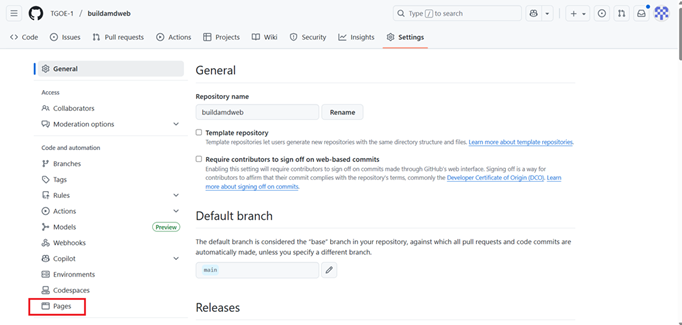 TGOE-1 / buildamdweb
Type / to search
Code Issues Pull requests Actions Projects Wiki Security Insights Settings
General
Access
Collaborators
Moderation options
Code and automation
Branches
Tags
Rules
Actions
Models Preview
Webhooks
Copilot
Environments
Codespaces
Pages
General
Repository name
buildamdweb Rename
Template repository
Template repositories let users generate new repositories with the same directory structure and files. Learn more about template repositories.
Require contributors to sign off on web-based commits
Enabling this setting will require contributors to sign off on commits made through GitHub's web interface. Signing off is a way for
contributors to affirm that their commit complies with the repository's terms, commonly the Developer Certificate of Origin (DCO). Learn
more about signing off on commits.
Default branch
The default branch is considered the "base" branch in your repository, against which all pull requests and code commits are
automatically made, unless you specify a different branch.
main
Releases